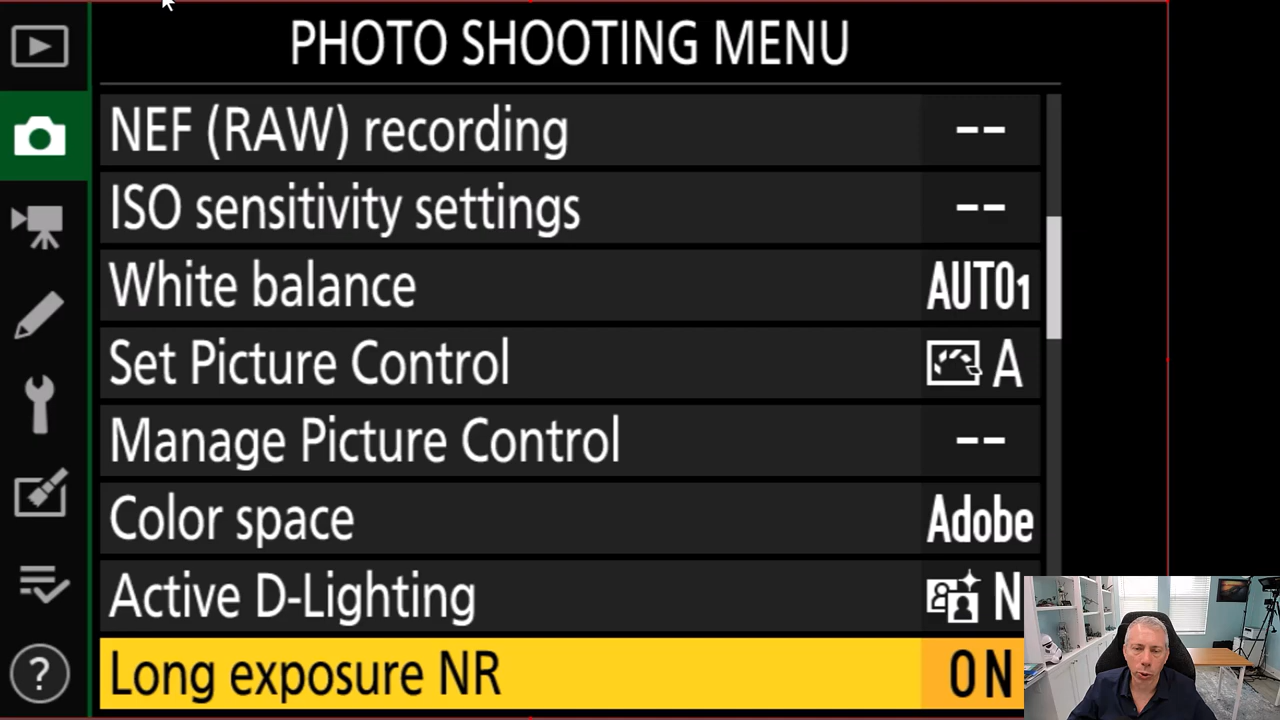 PHOTO SHOOTING MENU
NEF (RAW) recording --
ISO sensitivity settings --
White balance AUTO1
Set Picture Control A
Manage Picture Control --
Color space Adobe
Active D-Lighting N
Long exposure NR ON
?